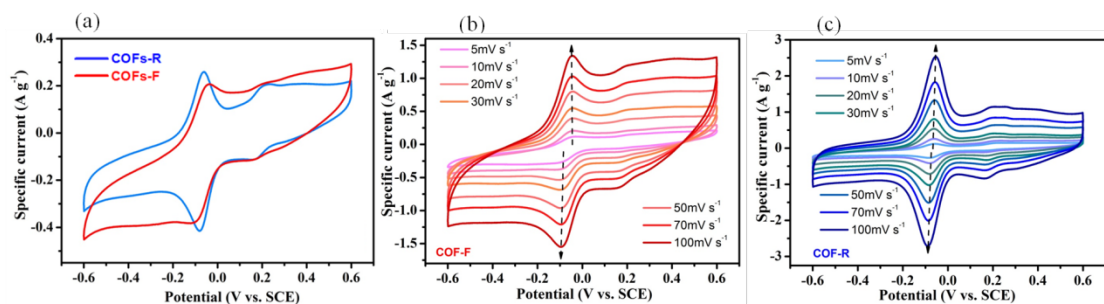 (a)
0.4
0.2
0.0
-0.2
-0.4
Specific current (A g⁻¹)
COFs-R
COFs-F
-0.6 -0.4 -0.2 0.0 0.2 0.4 0.6
Potential (V vs. SCE)
(b)
1.5
1.0
0.5
0.0
-0.5
-1.0
-1.5
Specific current (A g⁻¹)
5mV s⁻¹
10mV s⁻¹
20mV s⁻¹
30mV s⁻¹
50mV s⁻¹
70mV s⁻¹
100mV s⁻¹
COF-F
-0.6 -0.4 -0.2 0.0 0.2 0.4 0.6
Potential (V vs. SCE)
(c)
3
2
1
0
-1
-2
-3
Specific current (A g⁻¹)
5mV s⁻¹
10mV s⁻¹
20mV s⁻¹
30mV s⁻¹
50mV s⁻¹
70mV s⁻¹
100mV s⁻¹
COF-R
-0.6 -0.4 -0.2 0.0 0.2 0.4 0.6
Potential (V vs. SCE)